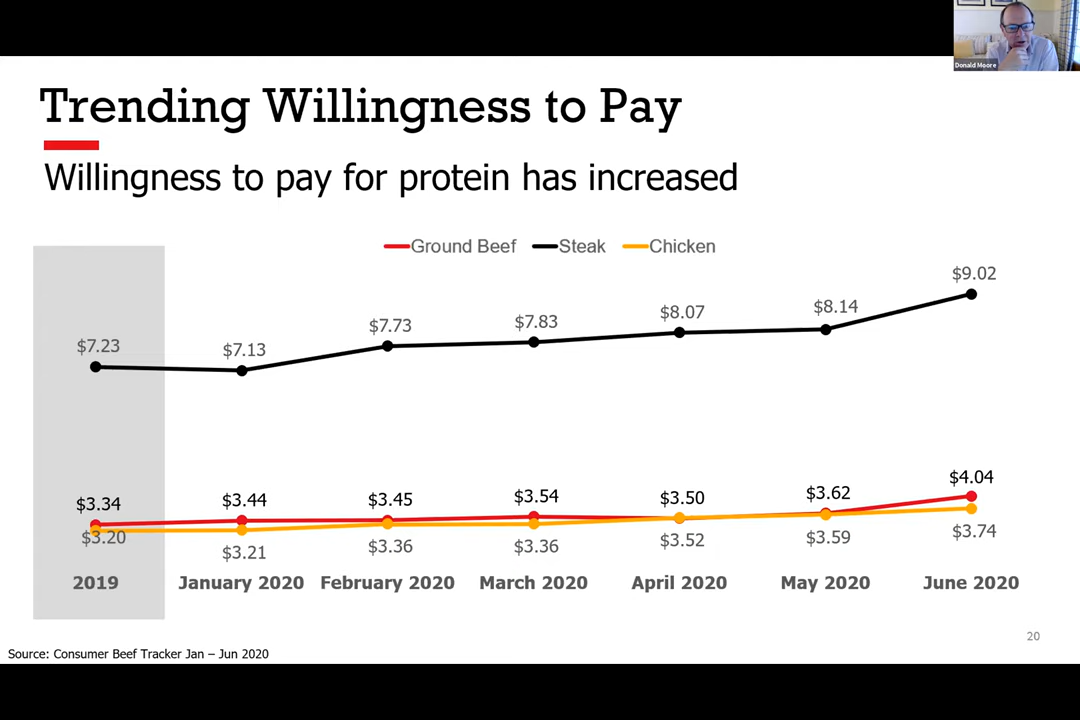 Donald Moore
Trending Willingness to Pay
Willingness to pay for protein has increased
Ground Beef Steak Chicken
$7.23 $7.13 $7.73 $7.83 $8.07 $8.14 $9.02
$3.34 $3.44 $3.45 $3.54 $3.50 $3.62 $4.04
$3.20 $3.21 $3.36 $3.36 $3.52 $3.59 $3.74
2019 January 2020 February 2020 March 2020 April 2020 May 2020 June 2020
20
Source: Consumer Beef Tracker Jan – Jun 2020